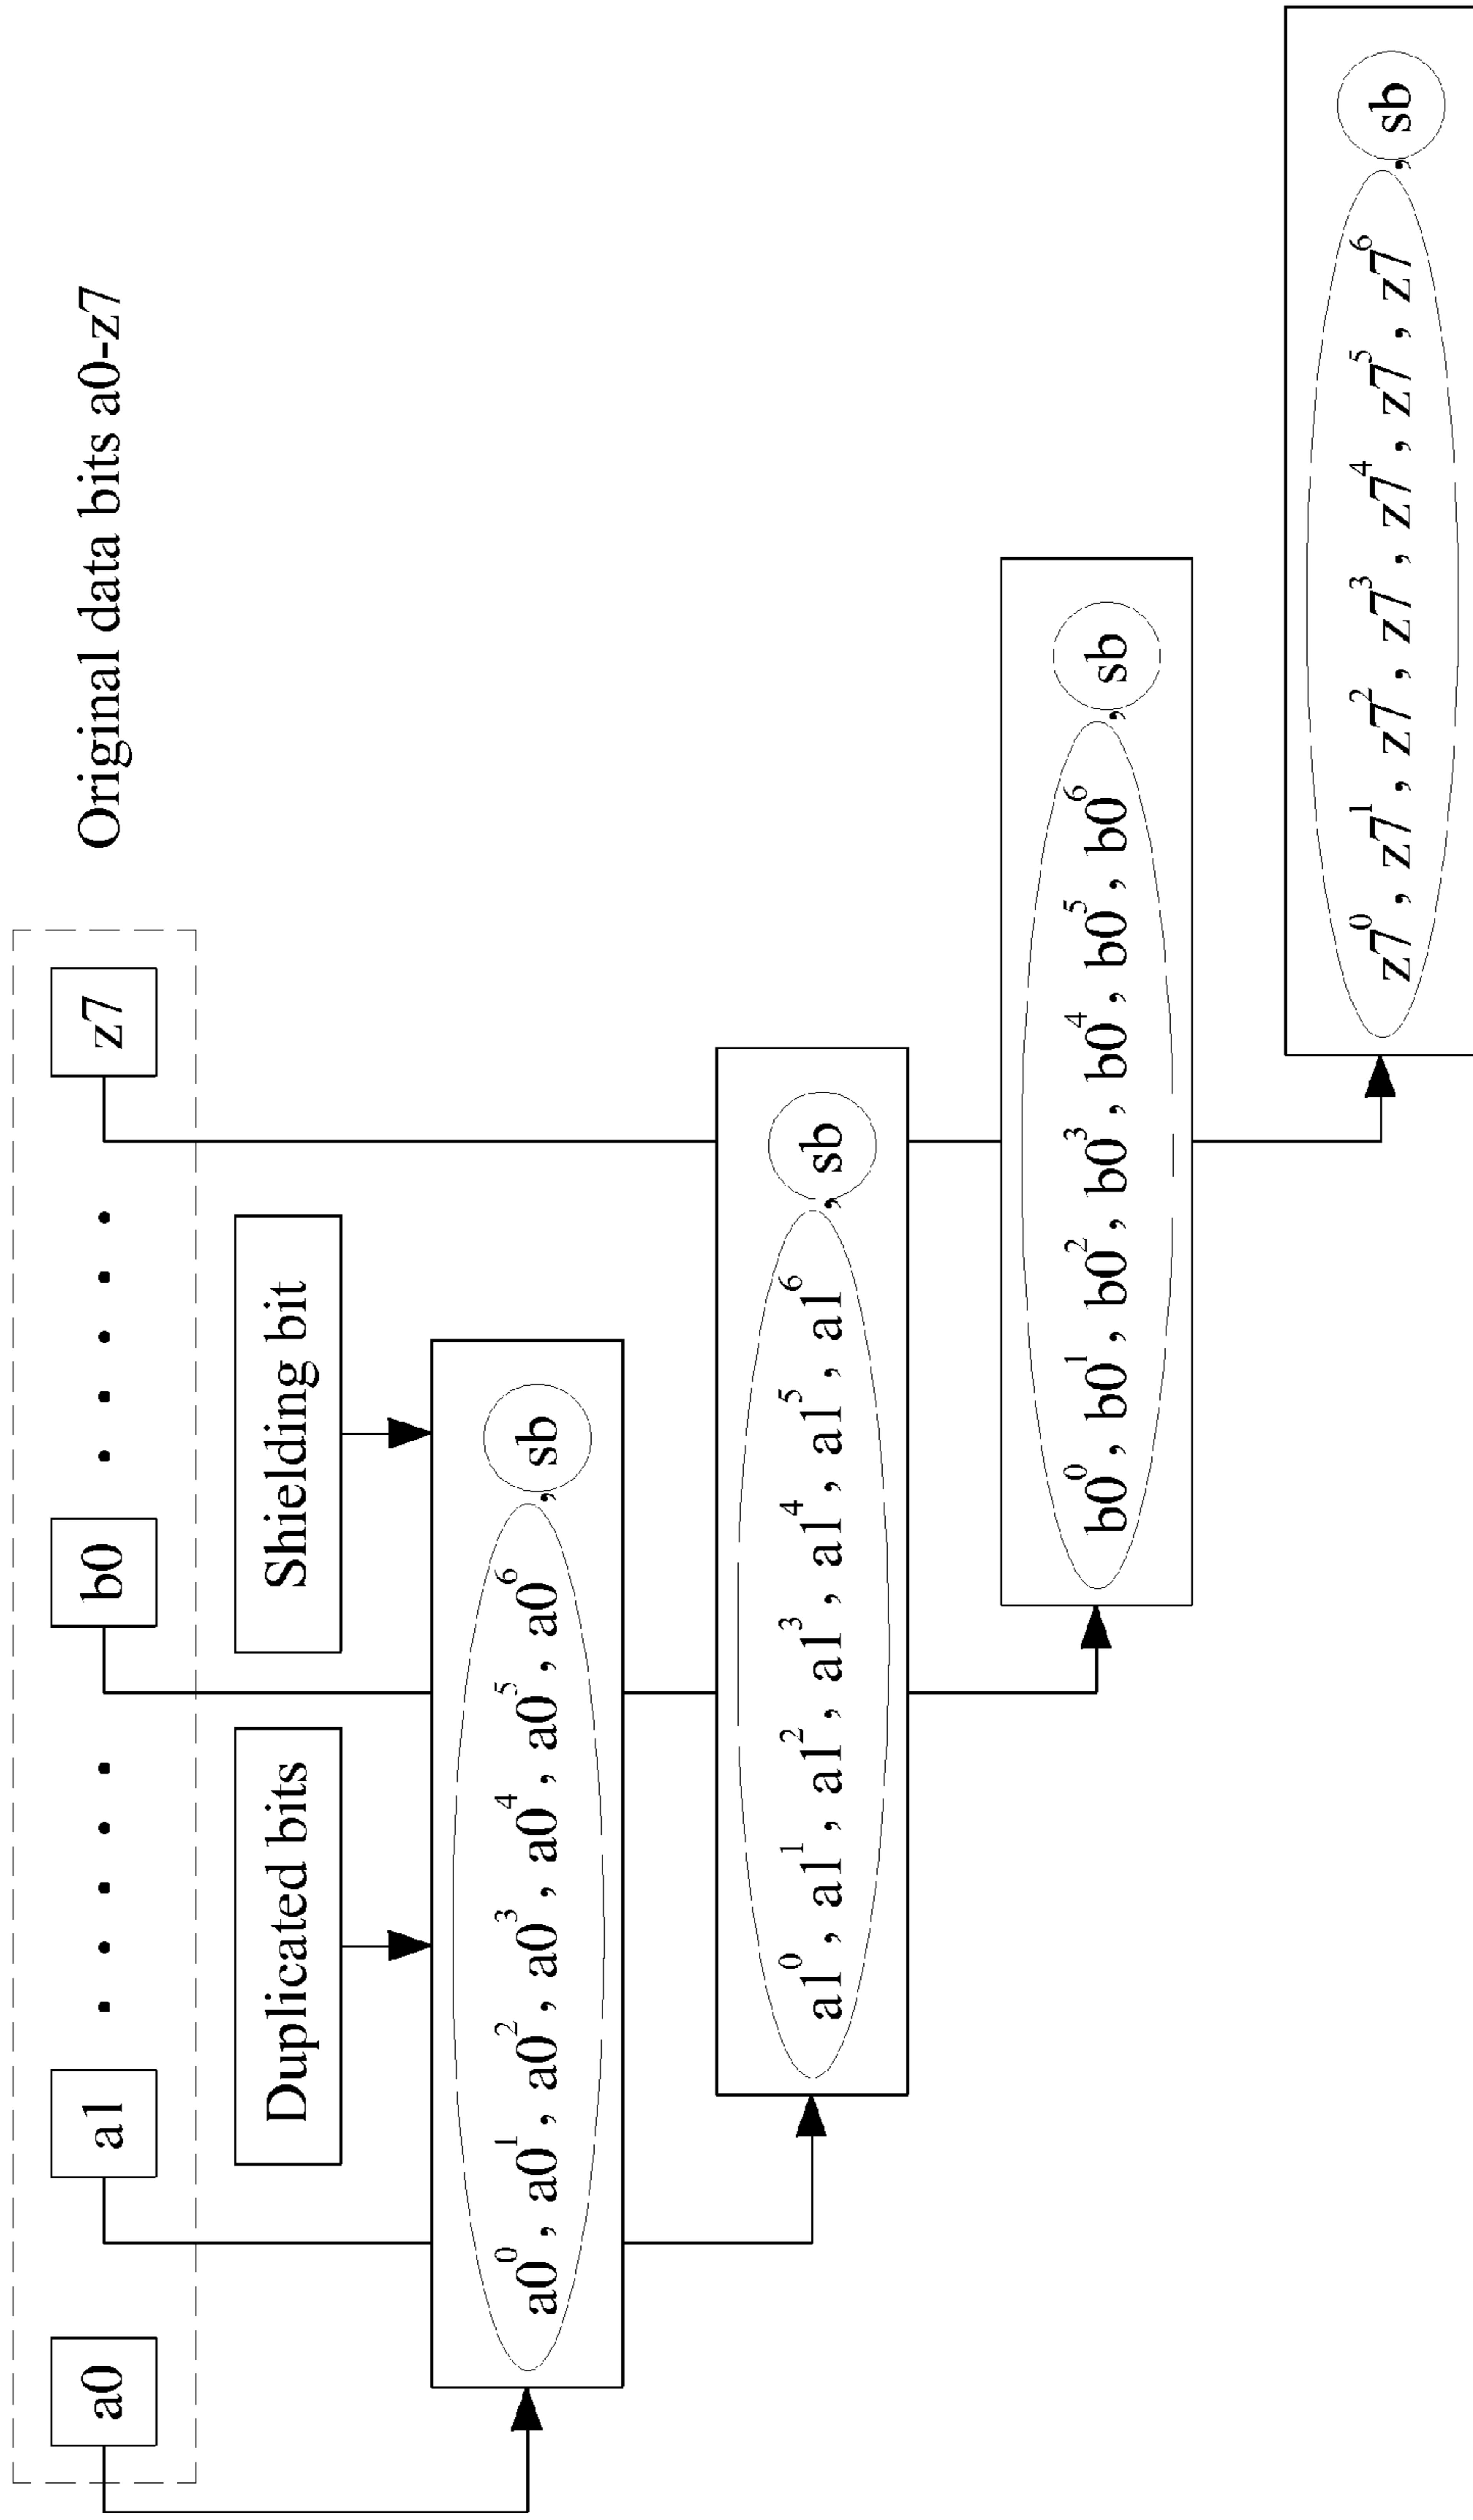 Original data bits a0-z7
a0 a1 . . . . . b0 . . . . . z7
Duplicated bits
Shielding bit
a0⁰, a0¹, a0², a0³, a0⁴, a0⁵, a0⁶, sb
a1⁰, a1¹, a1², a1³, a1⁴, a1⁵, a1⁶, sb
b0⁰, b0¹, b0², b0³, b0⁴, b0⁵, b0⁶, sb
z7⁰, z7¹, z7², z7³, z7⁴, z7⁵, z7⁶, sb